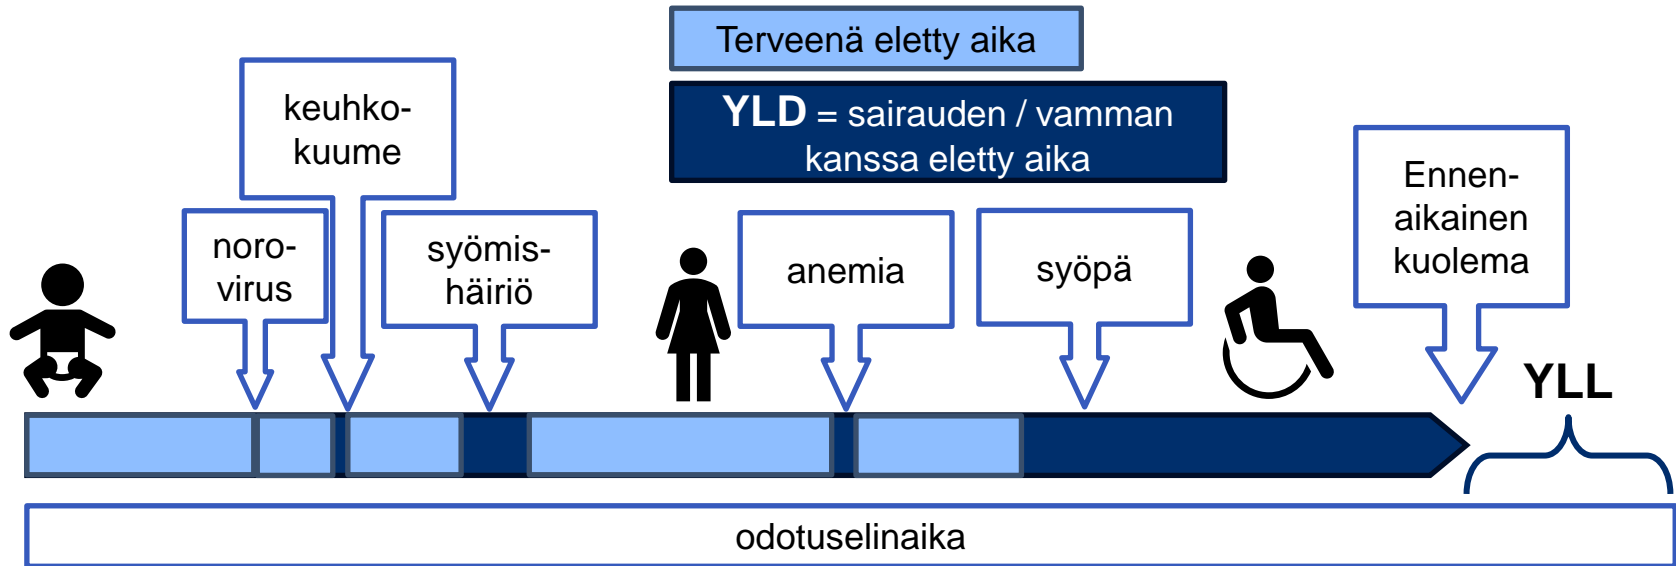 Terveenä eletty aika
YLD = sairauden / vamman
kanssa eletty aika
keuhko-
kuume
noro-
virus
syömis-
häiriö
anemia
syöpä
Ennen-
aikainen
kuolema
YLL
odotuselinaika